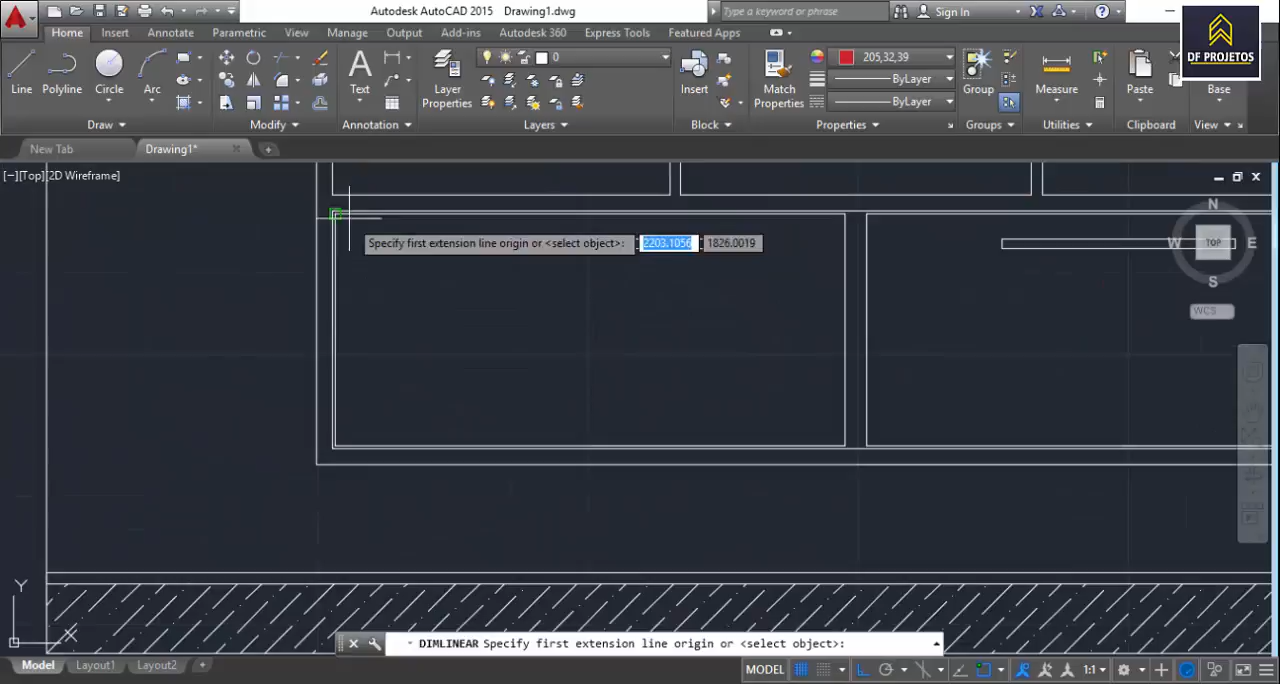 Autodesk AutoCAD 2015 Drawing1.dwg
Type a keyword or phrase
Sign In
Home Insert Annotate Parametric View Manage Output Add-ins Autodesk 360 Express Tools Featured Apps
DF PROJETOS
0
205,32,39
ByLayer
ByLayer
Line Polyline Circle Arc
Text
Layer Properties
Insert
Match Properties
Group
Measure
Paste
Base
Draw Modify Annotation Layers Block Properties Groups Utilities Clipboard View
New Tab Drawing1*
[−][Top][2D Wireframe]
N
W TOP E
S
WCS
Specify first extension line origin or <select object>: 2203.1056 1826.0019
Y
X
DIMLINEAR Specify first extension line origin or <select object>:
Model Layout1 Layout2 +
MODEL 1:1